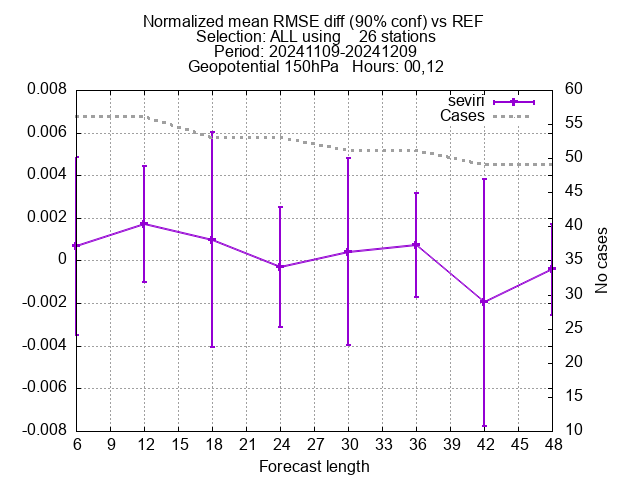 Normalized mean RMSE diff (90% conf) vs REF
Selection: ALL using    26 stations
Period: 20241109-20241209
Geopotential 150hPa   Hours: 00,12
seviri
Cases
0.008
0.006
0.004
0.002
0
-0.002
-0.004
-0.006
-0.008
60
55
50
45
40
35
30
25
20
15
10
No cases
6 9 12 15 18 21 24 27 30 33 36 39 42 45 48
Forecast length